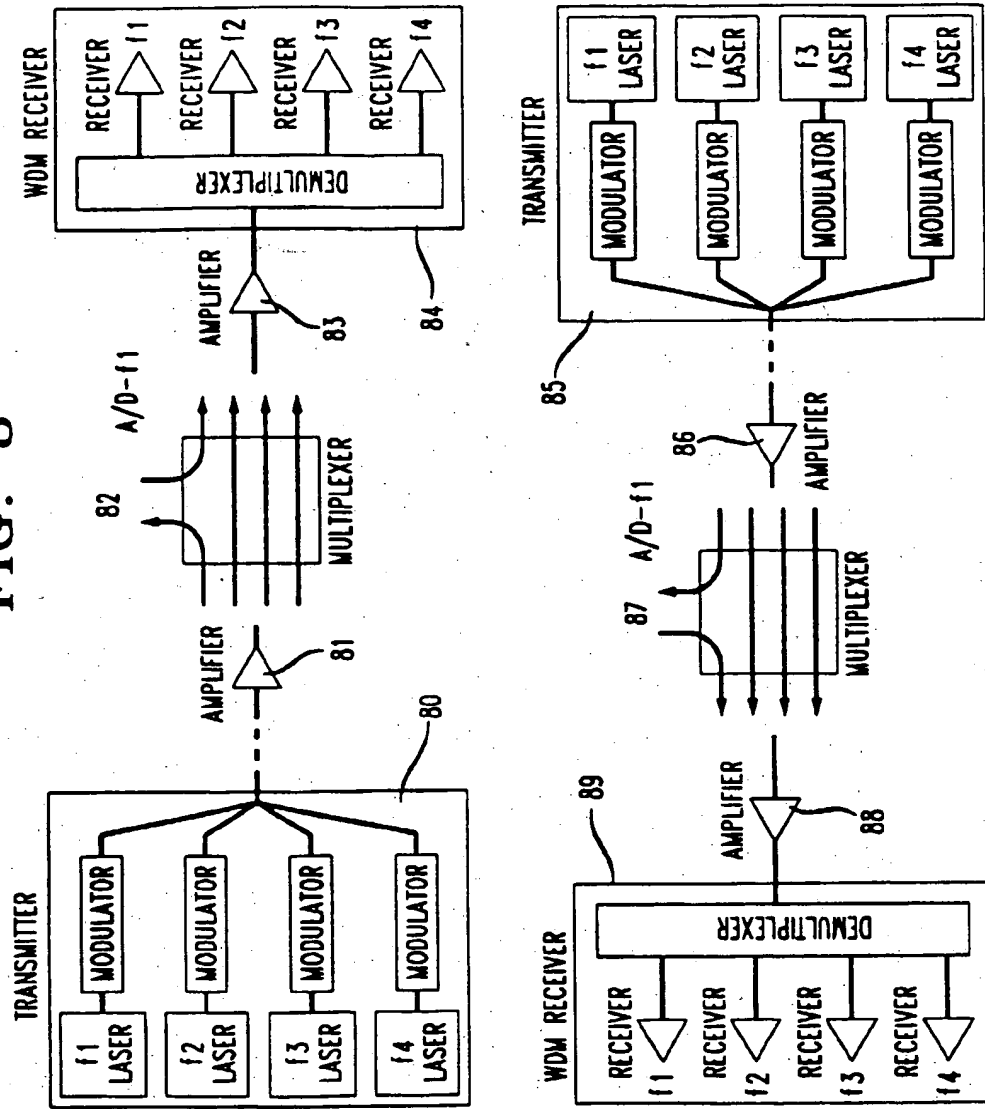 FIG. 8
TRANSMITTER
f1
LASER
MODULATOR
f2
LASER
MODULATOR
f3
LASER
MODULATOR
f4
LASER
MODULATOR
80
AMPLIFIER
81
82
A/D-f1
MULTIPLEXER
AMPLIFIER
83
WDM RECEIVER
DEMULTIPLEXER
RECEIVER
f1
RECEIVER
f2
RECEIVER
f3
RECEIVER
f4
84
WDM RECEIVER
89
DEMULTIPLEXER
RECEIVER
f1
RECEIVER
f2
RECEIVER
f3
RECEIVER
f4
AMPLIFIER
88
87
A/D-f1
MULTIPLEXER
86
AMPLIFIER
85
TRANSMITTER
MODULATOR
f1
LASER
MODULATOR
f2
LASER
MODULATOR
f3
LASER
MODULATOR
f4
LASER